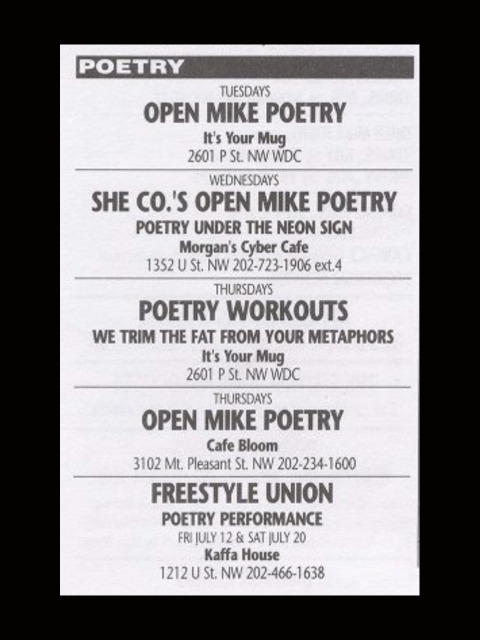 POETRY
TUESDAYS
OPEN MIKE POETRY
It's Your Mug
2601 P St. NW WDC
WEDNESDAYS
SHE CO.'S OPEN MIKE POETRY
POETRY UNDER THE NEON SIGN
Morgan's Cyber Cafe
1352 U St. NW 202-723-1906 ext.4
THURSDAYS
POETRY WORKOUTS
WE TRIM THE FAT FROM YOUR METAPHORS
It's Your Mug
2601 P St. NW WDC
THURSDAYS
OPEN MIKE POETRY
Cafe Bloom
3102 Mt. Pleasant St. NW 202-234-1600
FREESTYLE UNION
POETRY PERFORMANCE
FRI JULY 12 & SAT JULY 20
Kaffa House
1212 U St. NW 202-466-1638